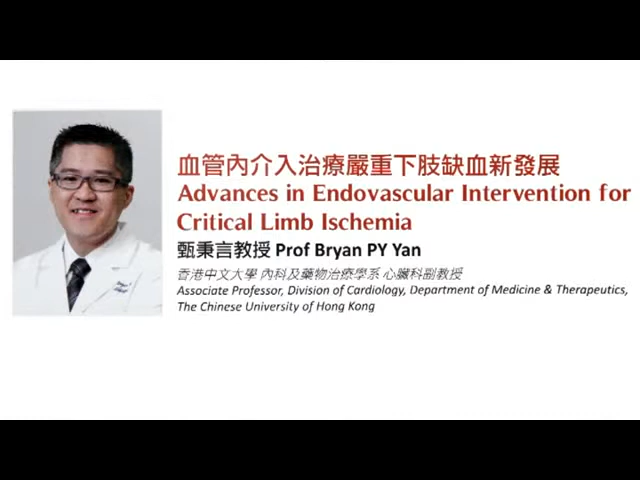 血管內介入治療嚴重下肢缺血新發展
Advances in Endovascular Intervention for
Critical Limb Ischemia
甄秉言教授 Prof Bryan PY Yan
香港中文大學 內科及藥物治療學系 心臟科副教授
Associate Professor, Division of Cardiology, Department of Medicine & Therapeutics,
The Chinese University of Hong Kong